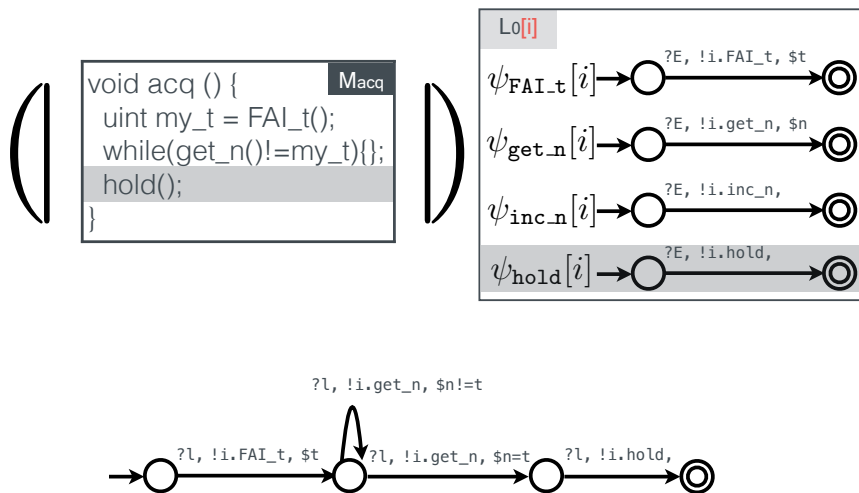 void acq () {
Macq
uint my_t = FAI_t();
while(get_n()!=my_t){};
hold();
}
L0[i]
ψFAI_t[i]
?E, !i.FAI_t, $t
ψget_n[i]
?E, !i.get_n, $n
ψinc_n[i]
?E, !i.inc_n,
ψhold[i]
?E, !i.hold,
?l, !i.get_n, $n!=t
?l, !i.FAI_t, $t
?l, !i.get_n, $n=t
?l, !i.hold,